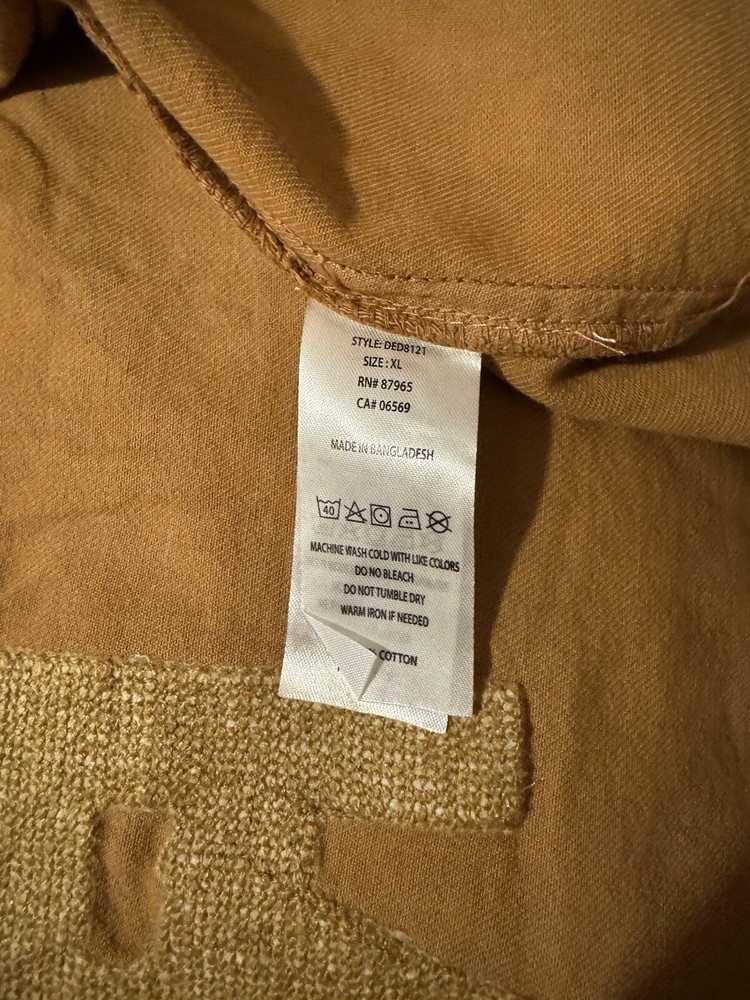 STYLE: DED8121
SIZE : XL
RN# 87965
CA# 06569
MADE IN BANGLADESH
40
MACHINE WASH COLD WITH LIKE COLORS
DO NO BLEACH
DO NOT TUMBLE DRY
WARM IRON IF NEEDED
% COTTON